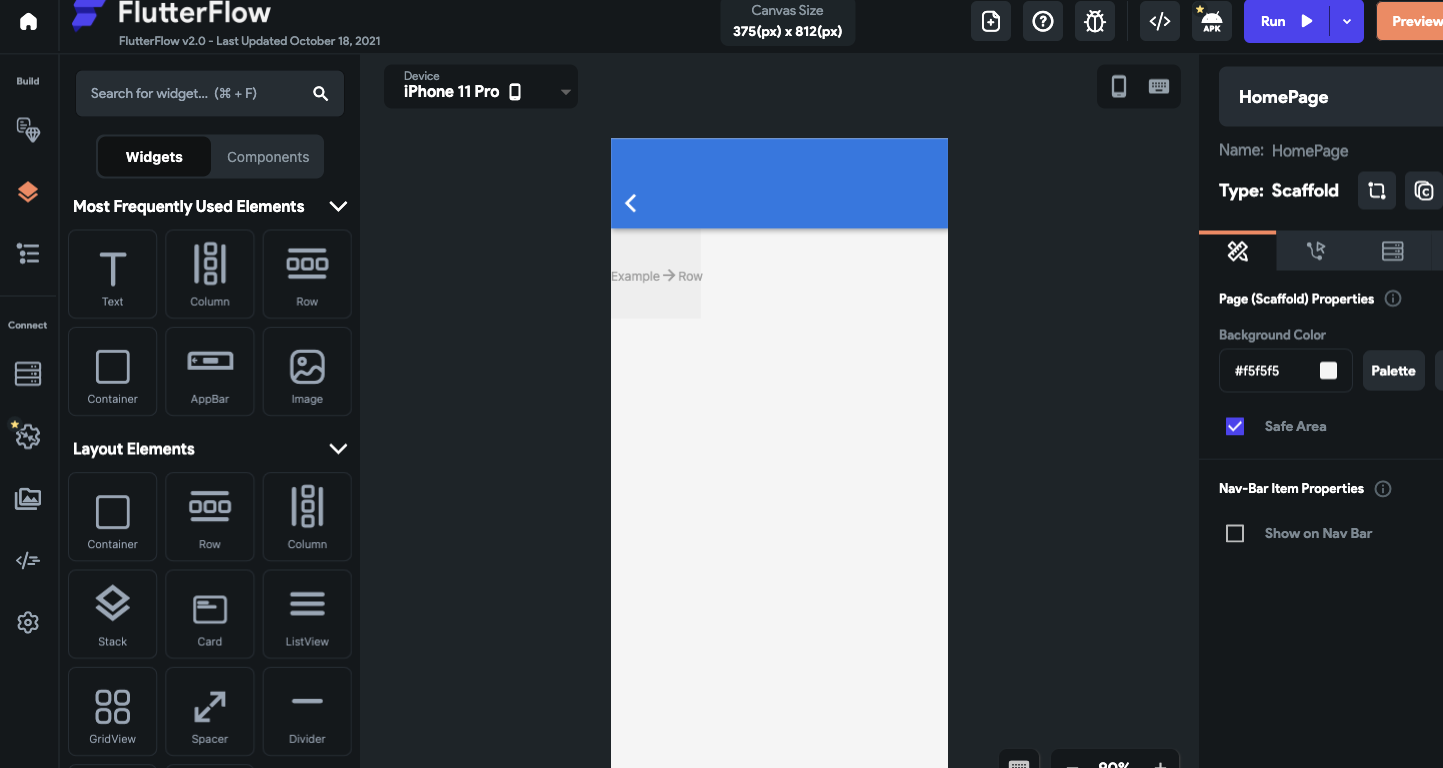 FlutterFlow
FlutterFlow v2.0 - Last Updated October 18, 2021
Canvas Size
375(px) x 812(px)
APK
Run
Preview
Build
Search for widget... (⌘ + F)
Widgets
Components
Most Frequently Used Elements
Text
Column
Row
Container
AppBar
Image
Connect
Layout Elements
Container
Row
Column
Stack
Card
ListView
GridView
Spacer
Divider
Device
iPhone 11 Pro
Example → Row
90%
HomePage
Name: HomePage
Type: Scaffold
Page (Scaffold) Properties
Background Color
#f5f5f5
Palette
Safe Area
Nav-Bar Item Properties
Show on Nav Bar